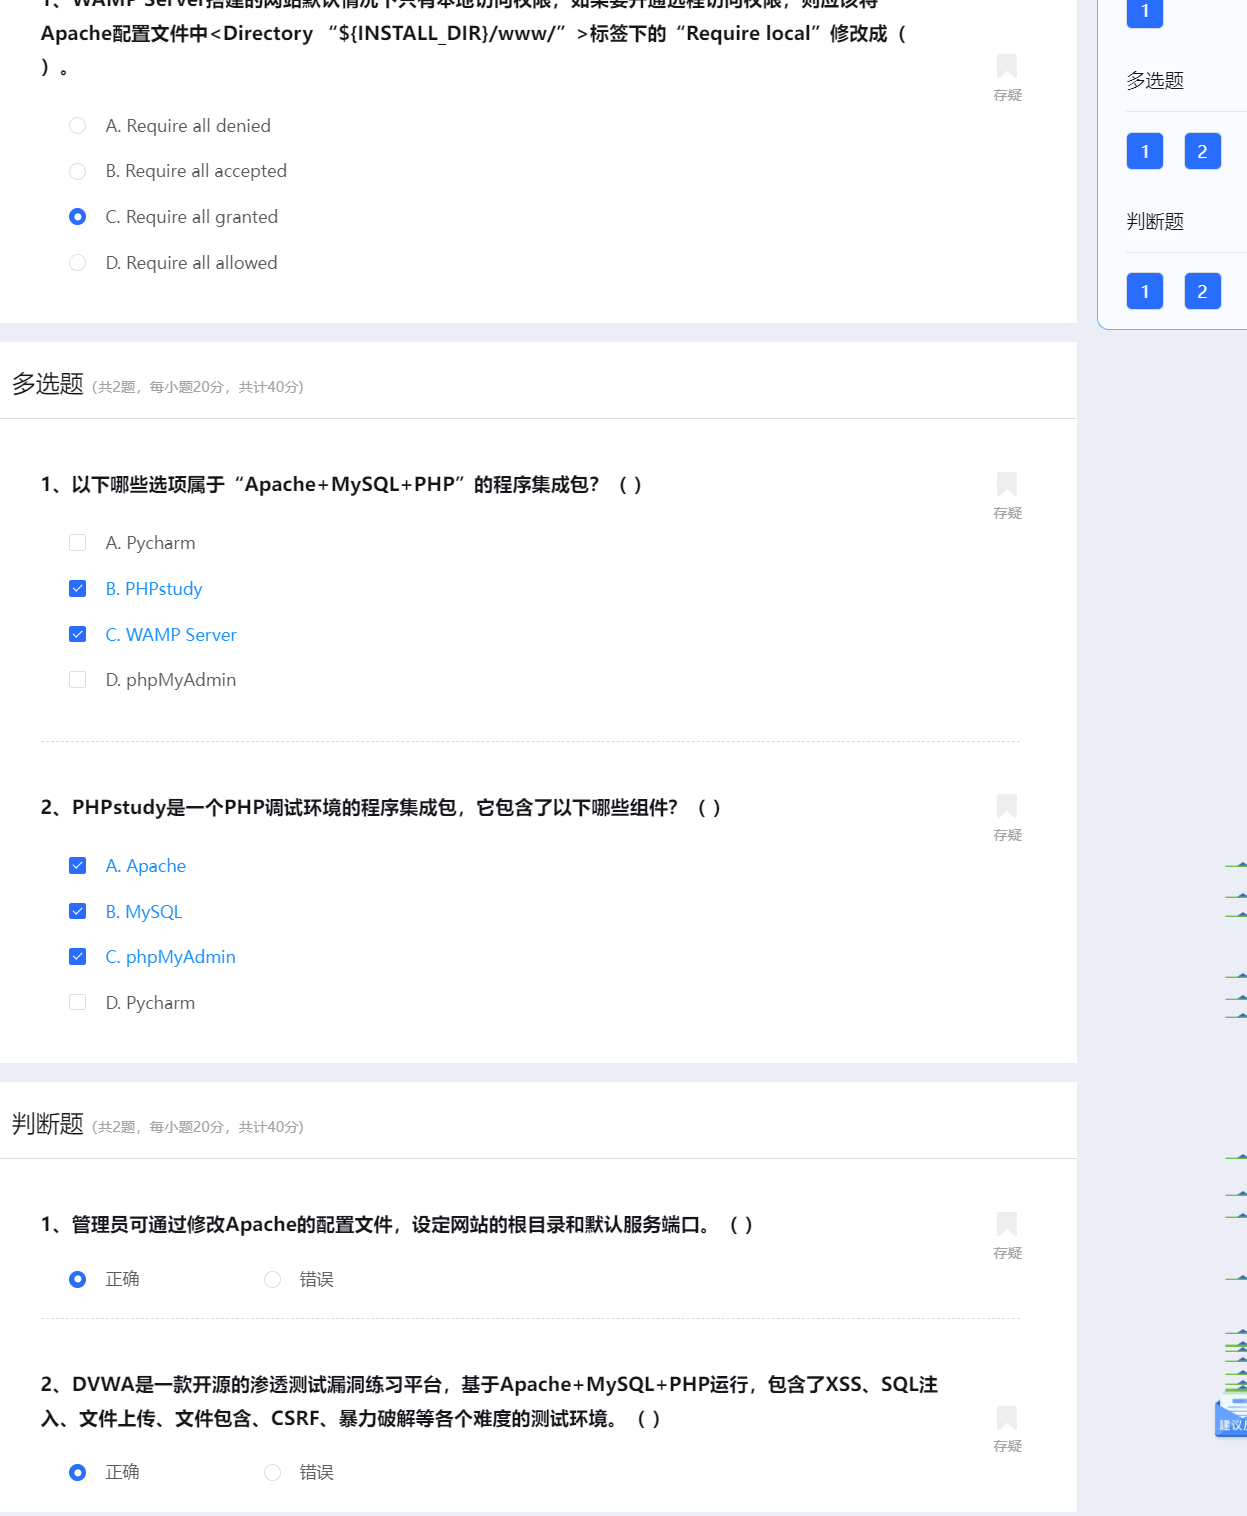 1、WAMP Server搭建的网站默认情况下只有本地访问权限，如果要开通远程访问权限，则应该将
Apache配置文件中<Directory “${INSTALL_DIR}/www/” >标签下的“Require local”修改成（
）。
存疑
A. Require all denied
B. Require all accepted
C. Require all granted
D. Require all allowed
多选题 (共2题，每小题20分，共计40分)
1、以下哪些选项属于“Apache+MySQL+PHP”的程序集成包？（ ）
存疑
A. Pycharm
B. PHPstudy
C. WAMP Server
D. phpMyAdmin
2、PHPstudy是一个PHP调试环境的程序集成包，它包含了以下哪些组件？（ ）
存疑
A. Apache
B. MySQL
C. phpMyAdmin
D. Pycharm
判断题 (共2题，每小题20分，共计40分)
1、管理员可通过修改Apache的配置文件，设定网站的根目录和默认服务端口。（ ）
存疑
正确 错误
2、DVWA是一款开源的渗透测试漏洞练习平台，基于Apache+MySQL+PHP运行，包含了XSS、SQL注
入、文件上传、文件包含、CSRF、暴力破解等各个难度的测试环境。（ ）
存疑
正确 错误
1
多选题
1 2
判断题
1 2
建议